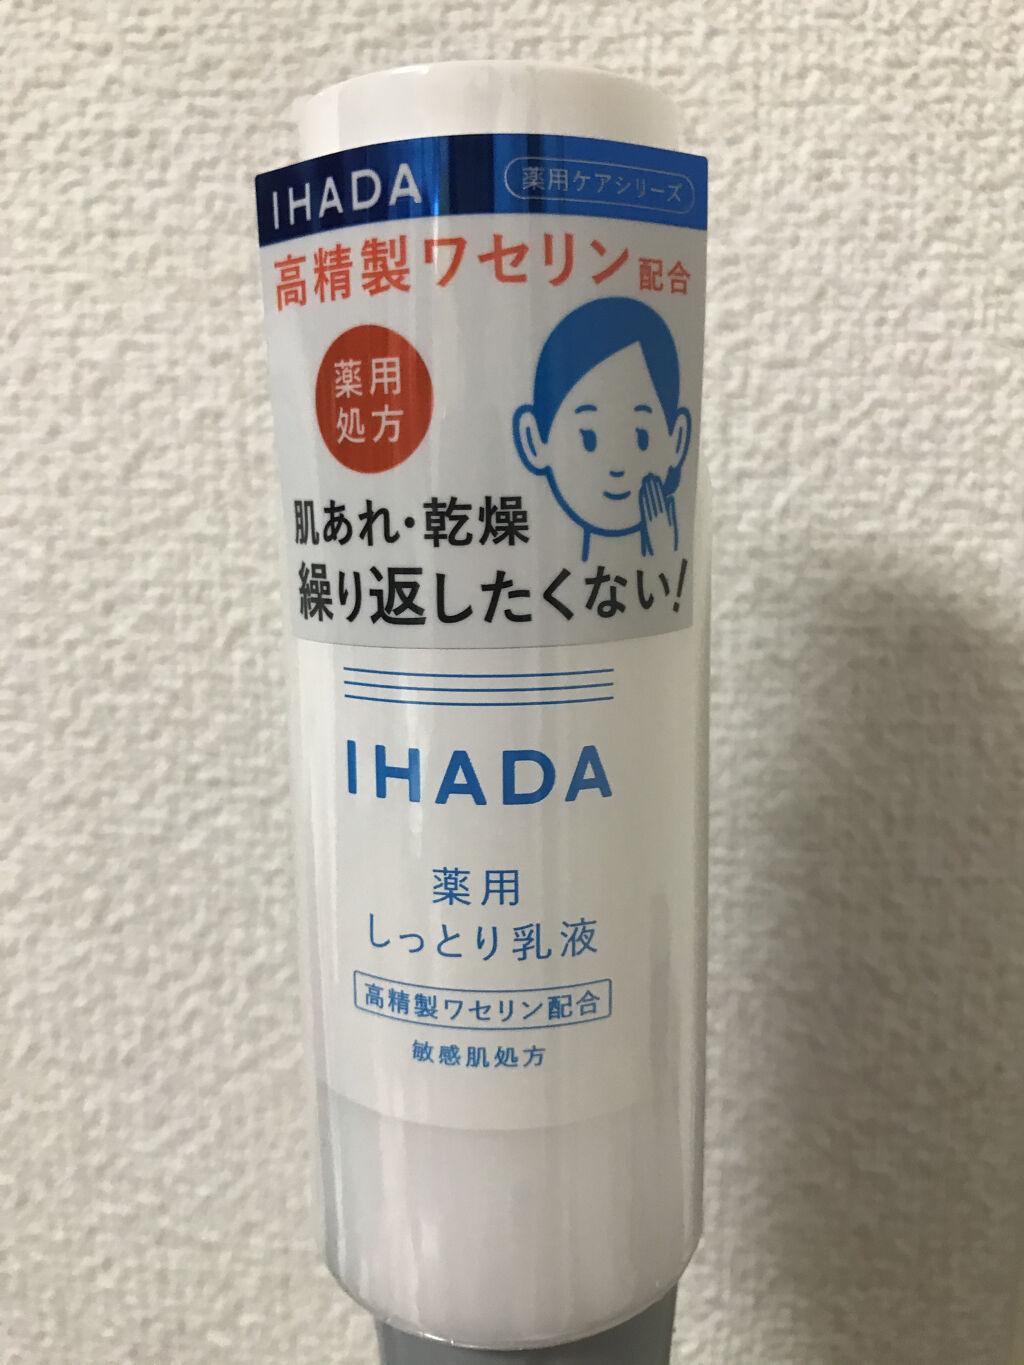 IHADA
薬用ケアシリーズ
高精製ワセリン配合
薬用
処方
肌あれ・乾燥
繰り返したくない!
IHADA
薬用
しっとり乳液
高精製ワセリン配合
敏感肌処方